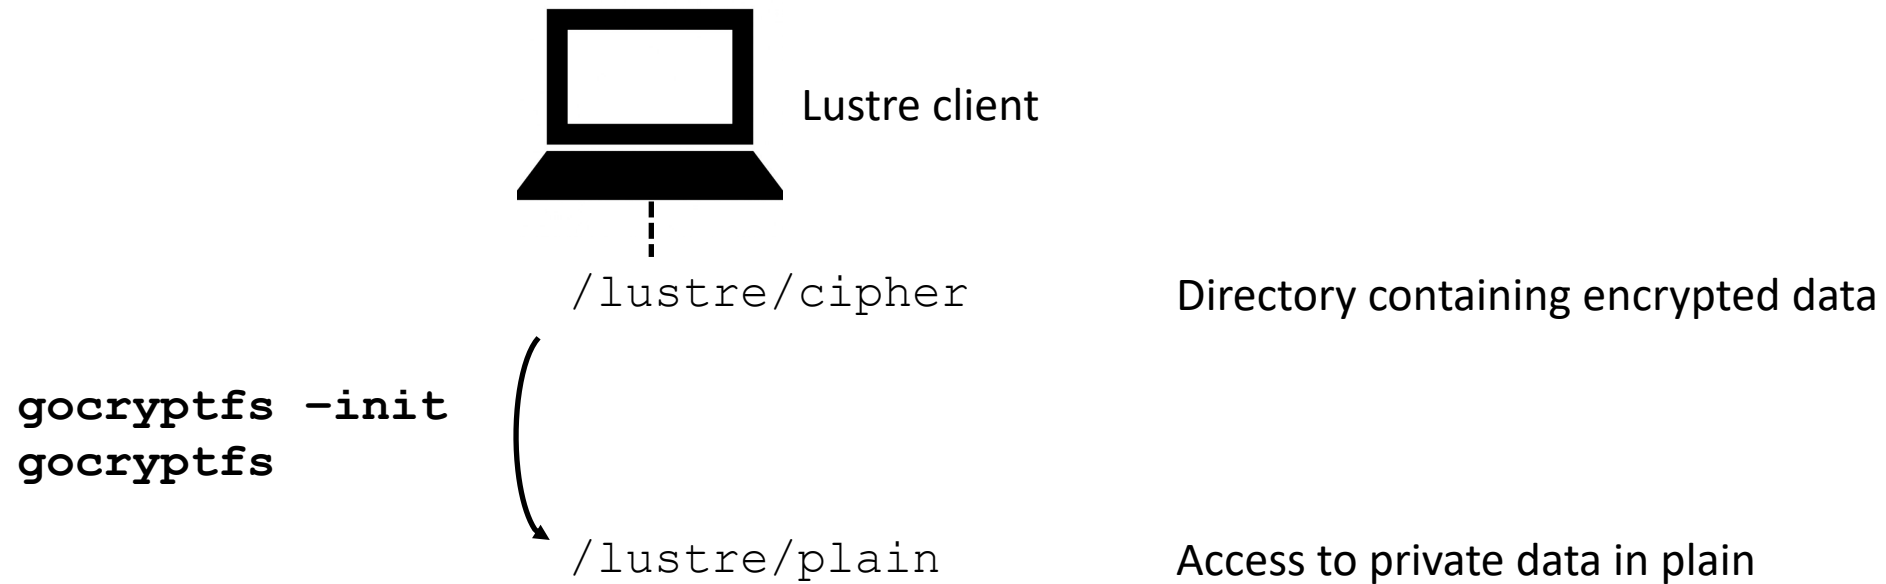 Lustre client
/lustre/cipher
Directory containing encrypted data
gocryptfs –init
gocryptfs
/lustre/plain
Access to private data in plain